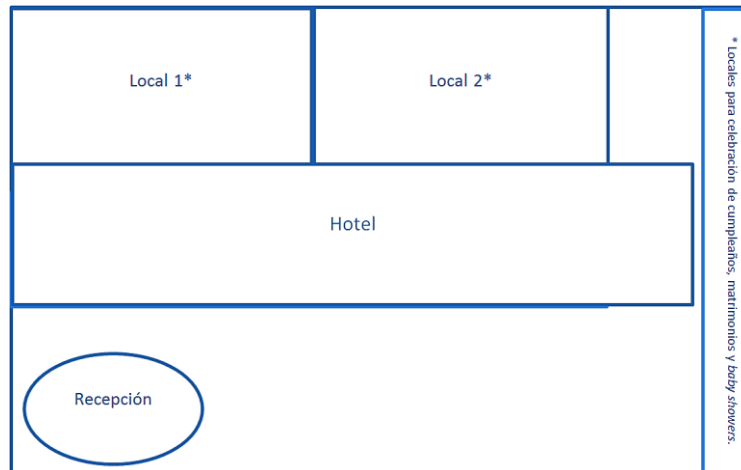 Local 1*
Local 2*
Hotel
Recepción
* Locales para celebración de cumpleaños, matrimonios y baby showers.